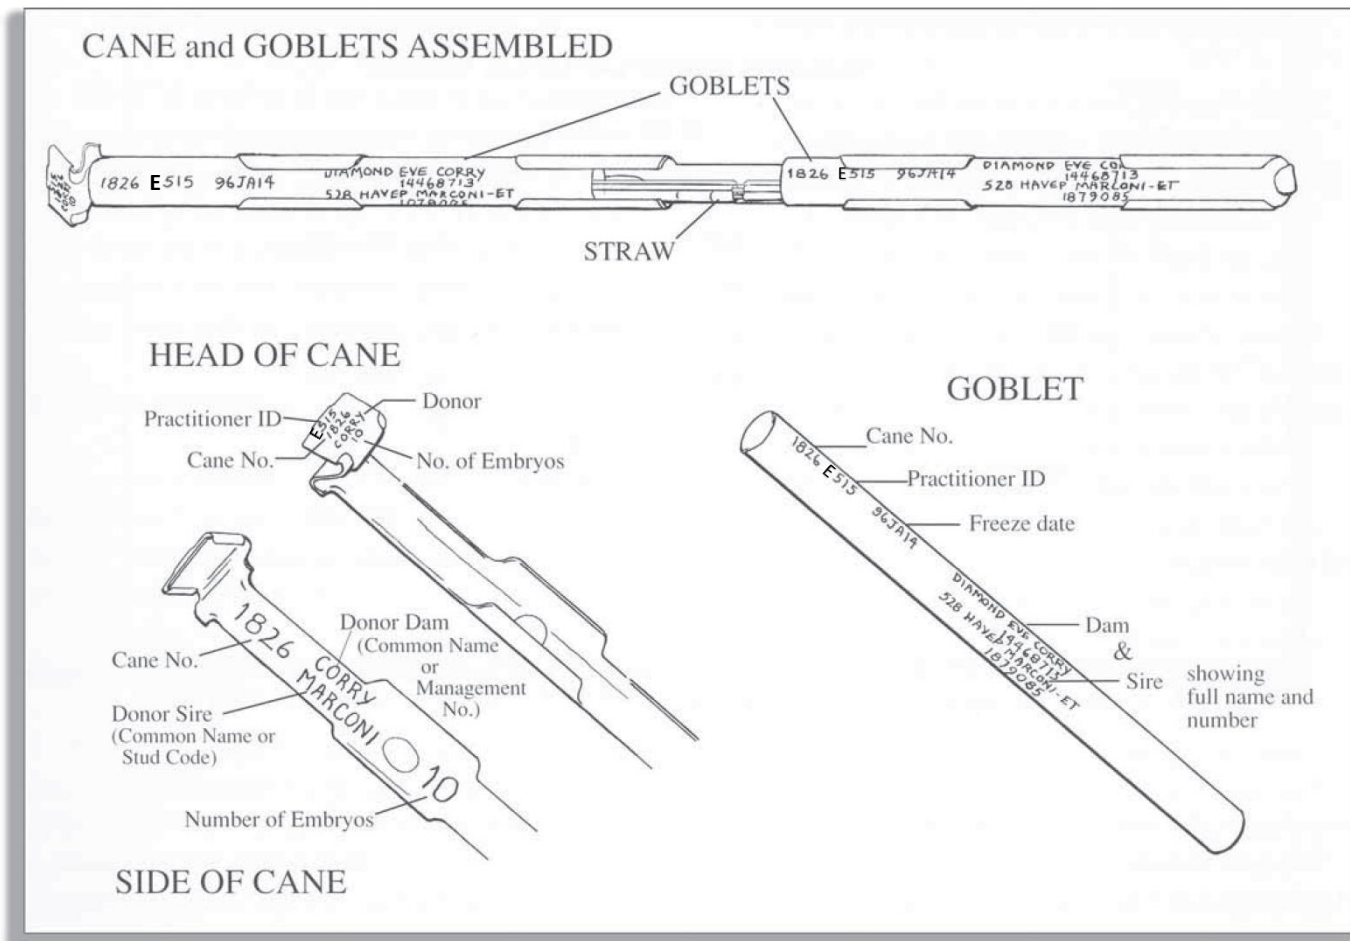 CANE and GOBLETS ASSEMBLED
GOBLETS
1826 E515 96JA14
DIAMOND EVE CORRY
14468713
528 HAVEP MARCONI-ET
1826 E515 96JA14
DIAMOND EVE COR
14468713
528 HAVEP MARCONI-ET
1879085
STRAW
HEAD OF CANE
Practitioner ID
Cane No.
E515
1826
CORRY
10
Donor
No. of Embryos
1826
CORRY
MARCONI
10
Cane No.
Donor Sire
(Common Name or
Stud Code)
Donor Dam
(Common Name
or
Management
No.)
Number of Embryos
SIDE OF CANE
GOBLET
1826 E515 96JA14
DIAMOND EVE CORRY
14468713
528 HAVEP MARCONI-ET
1879085
Cane No.
Practitioner ID
Freeze date
Dam
&
Sire
showing
full name and
number